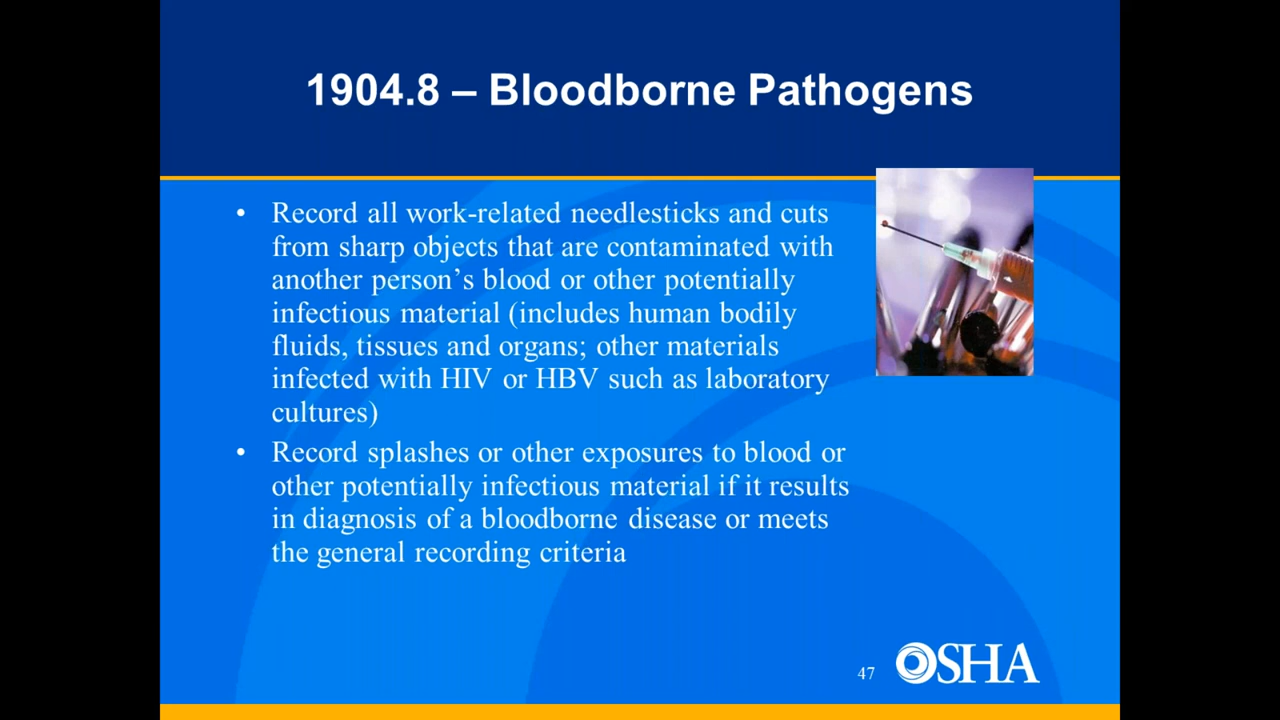 1904.8 – Bloodborne Pathogens
• Record all work-related needlesticks and cuts
from sharp objects that are contaminated with
another person’s blood or other potentially
infectious material (includes human bodily
fluids, tissues and organs; other materials
infected with HIV or HBV such as laboratory
cultures)
• Record splashes or other exposures to blood or
other potentially infectious material if it results
in diagnosis of a bloodborne disease or meets
the general recording criteria
47
OSHA